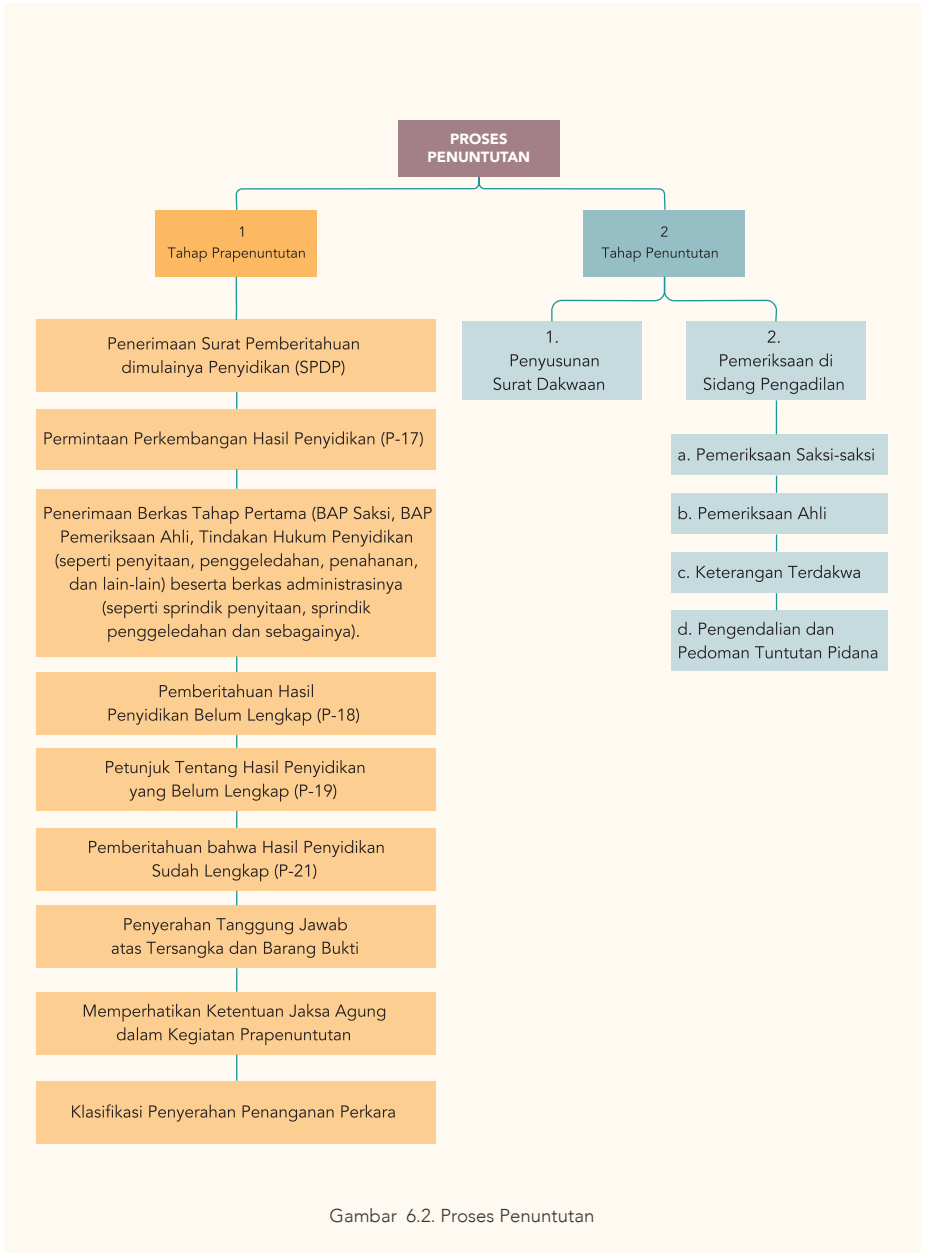 PROSES
PENUNTUTAN
1
Tahap Prapenuntutan
Penerimaan Surat Pemberitahuan
dimulainya Penyidikan (SPDP)
Permintaan Perkembangan Hasil Penyidikan (P-17)
Penerimaan Berkas Tahap Pertama (BAP Saksi, BAP
Pemeriksaan Ahli, Tindakan Hukum Penyidikan
(seperti penyitaan, penggeledahan, penahanan,
dan lain-lain) beserta berkas administrasinya
(seperti sprindik penyitaan, sprindik
penggeledahan dan sebagainya).
Pemberitahuan Hasil
Penyidikan Belum Lengkap (P-18)
Petunjuk Tentang Hasil Penyidikan
yang Belum Lengkap (P-19)
Pemberitahuan bahwa Hasil Penyidikan
Sudah Lengkap (P-21)
Penyerahan Tanggung Jawab
atas Tersangka dan Barang Bukti
Memperhatikan Ketentuan Jaksa Agung
dalam Kegiatan Prapenuntutan
Klasifikasi Penyerahan Penanganan Perkara
2
Tahap Penuntutan
1.
Penyusunan
Surat Dakwaan
2.
Pemeriksaan di
Sidang Pengadilan
a. Pemeriksaan Saksi-saksi
b. Pemeriksaan Ahli
c. Keterangan Terdakwa
d. Pengendalian dan
Pedoman Tuntutan Pidana
Gambar 6.2. Proses Penuntutan